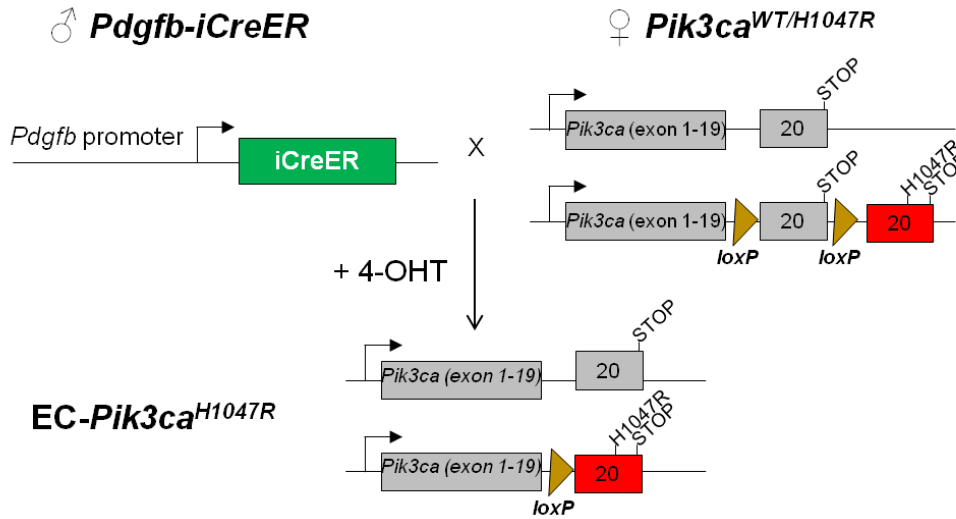 ♂ Pdgfb-iCreER
♀ Pik3caWT/H1047R
Pdgfb promoter
iCreER
X
Pik3ca (exon 1-19)
20
STOP
Pik3ca (exon 1-19)
loxP
20
STOP
loxP
20
H1047R
STOP
+ 4-OHT
EC-Pik3caH1047R
Pik3ca (exon 1-19)
20
STOP
Pik3ca (exon 1-19)
loxP
20
H1047R
STOP